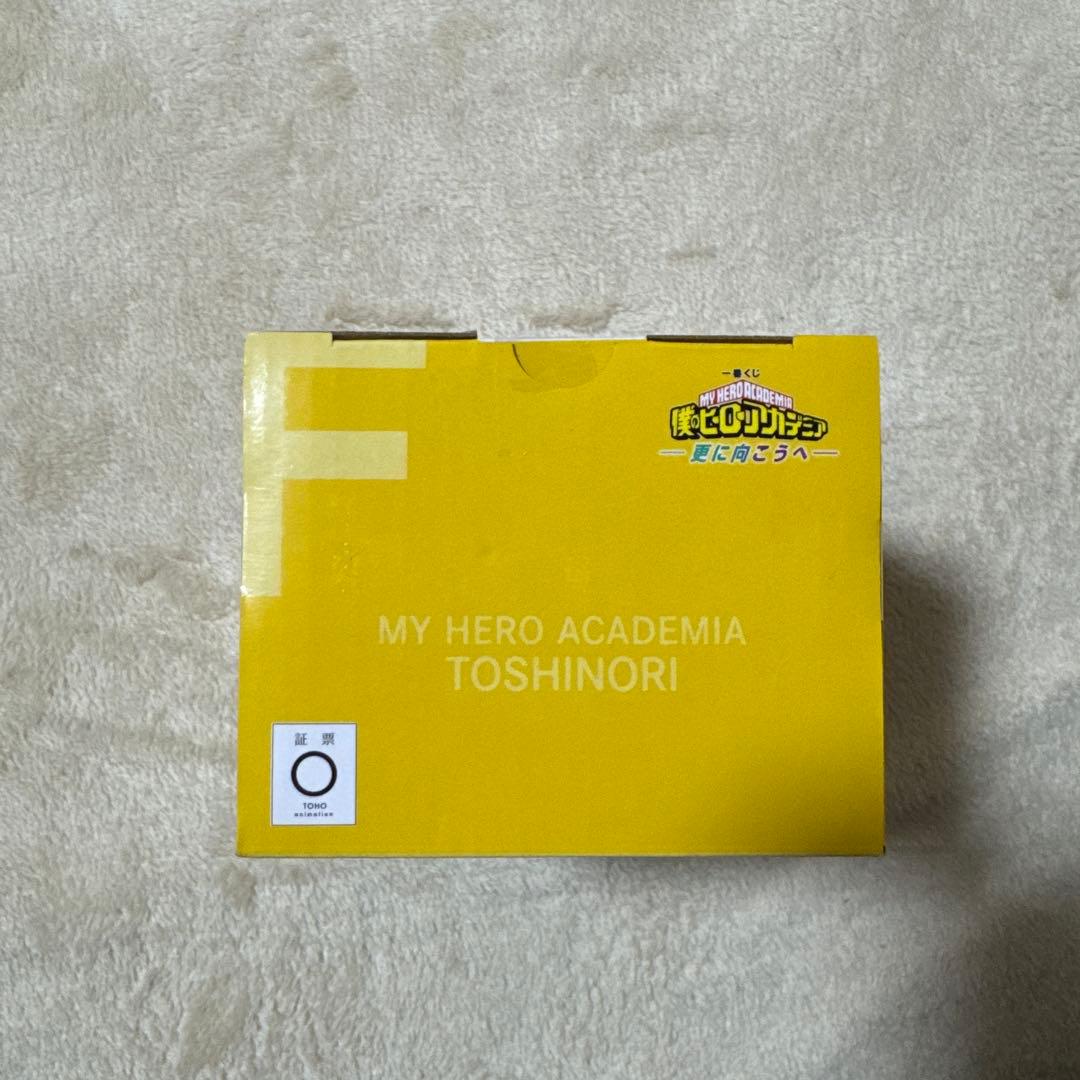 F
一番くじ
MY HERO ACADEMIA
僕のヒーローアカデミア
更に向こうへ
MY HERO ACADEMIA
TOSHINORI
証 票
TOHO
animation